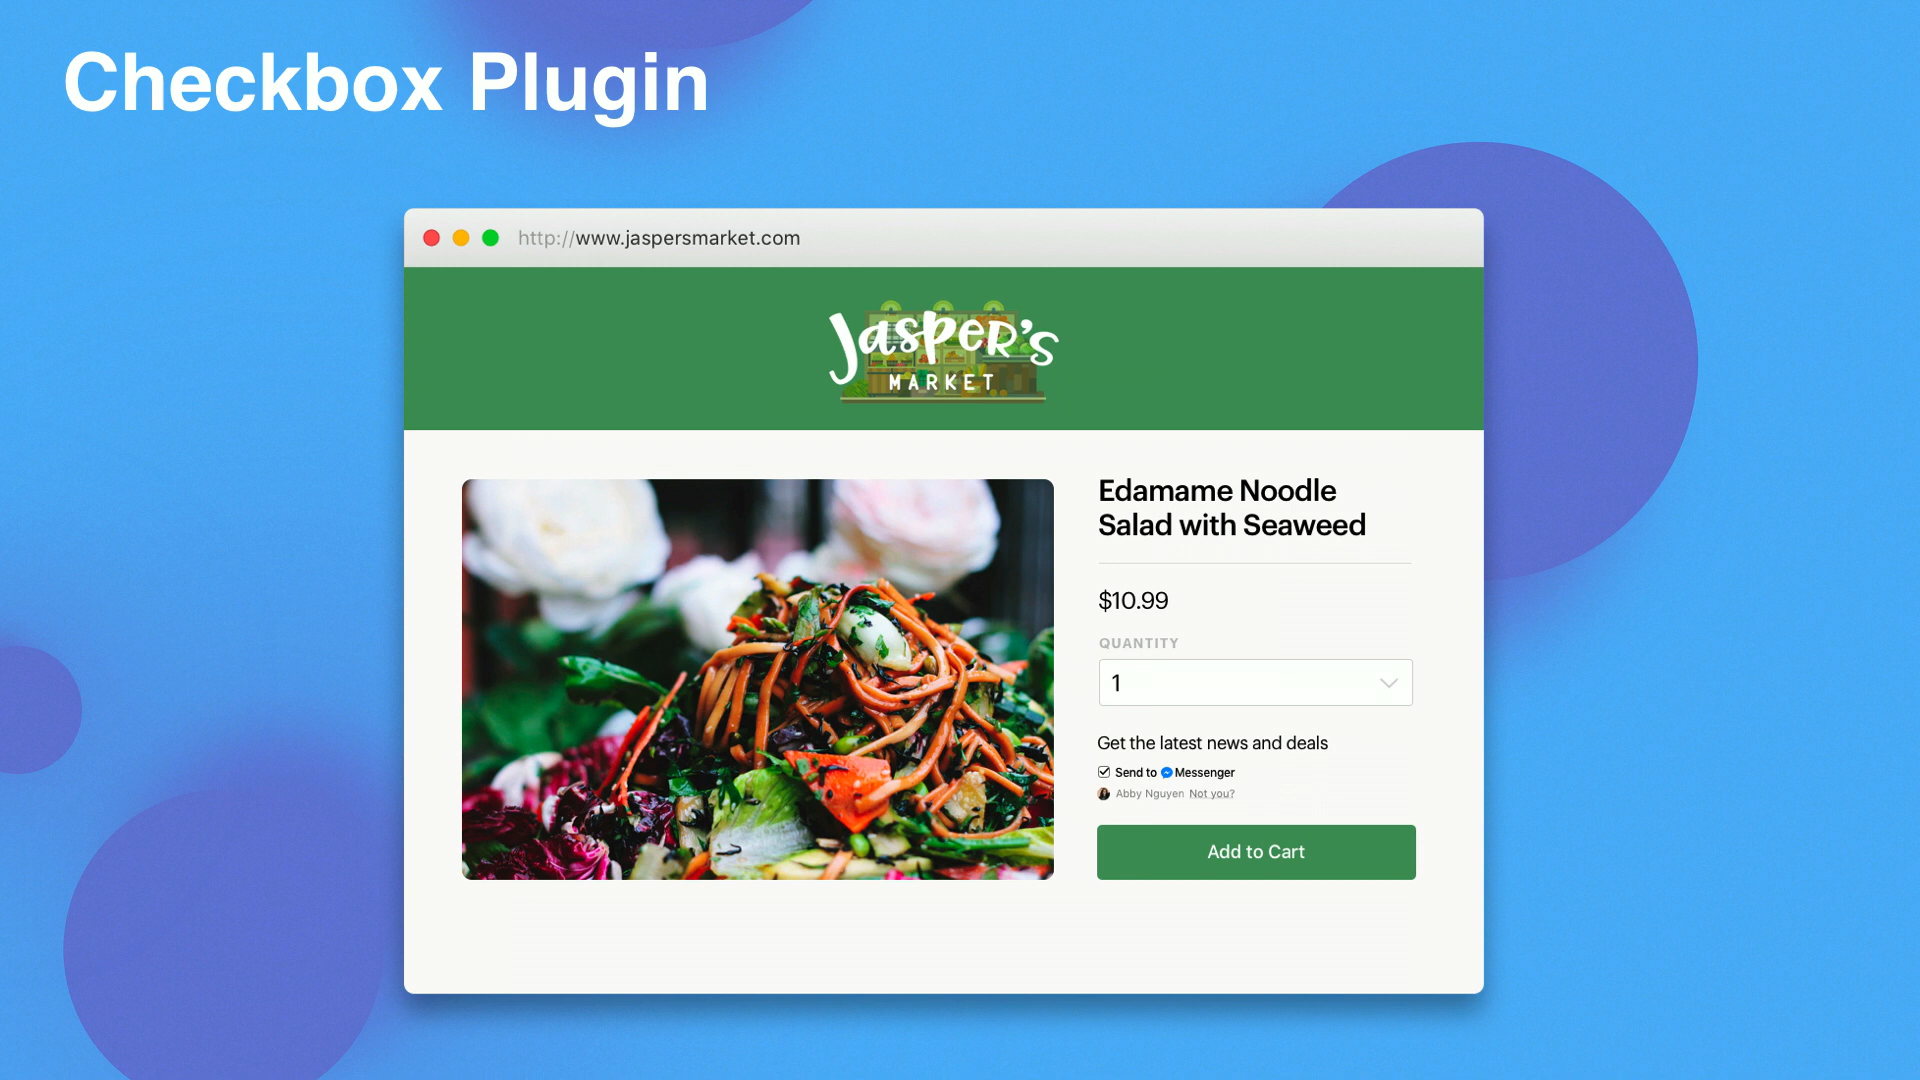 Checkbox Plugin
http://www.jaspersmarket.com
Jasper's
MARKET
Edamame Noodle
Salad with Seaweed
$10.99
QUANTITY
1
Get the latest news and deals
Send to Messenger
Abby Nguyen Not you?
Add to Cart